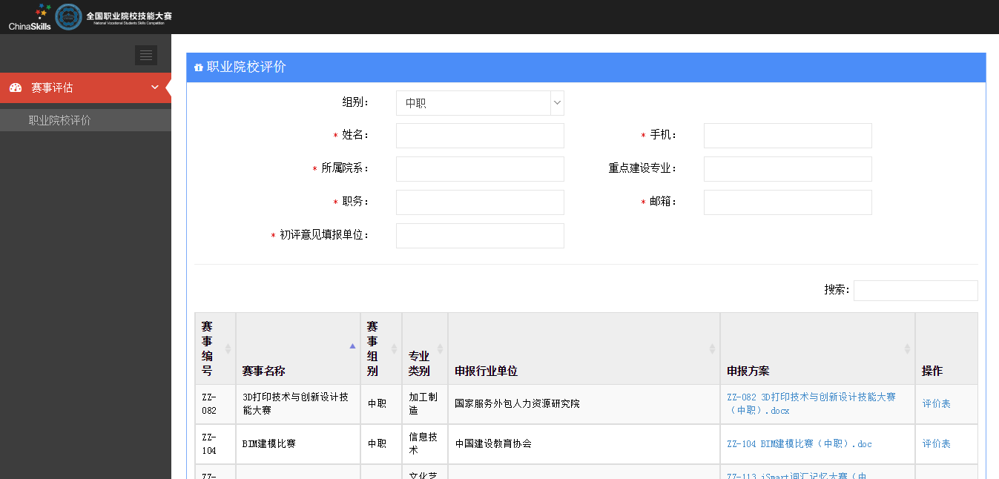 ChinaSkills
全国职业院校技能大赛
National Vocational Students Skills Competition
赛事评估
职业院校评价
职业院校评价
组别：
中职
* 姓名：
* 手机：
* 所属院系：
重点建设专业：
* 职务：
* 邮箱：
* 初评意见填报单位：
搜索：
赛事编号 赛事名称 赛事组别 专业类别 申报行业单位 申报方案 操作
ZZ-082 3D打印技术与创新设计技能大赛 中职 加工制造 国家服务外包人力资源研究院 ZZ-082 3D打印技术与创新设计技能大赛（中职）.docx 评价表
ZZ-104 BIM建模比赛 中职 信息技术 中国建设教育协会 ZZ-104 BIM建模比赛（中职）.doc 评价表
ZZ- 文化艺 ZZ-113 iSmart词汇记忆大赛（中